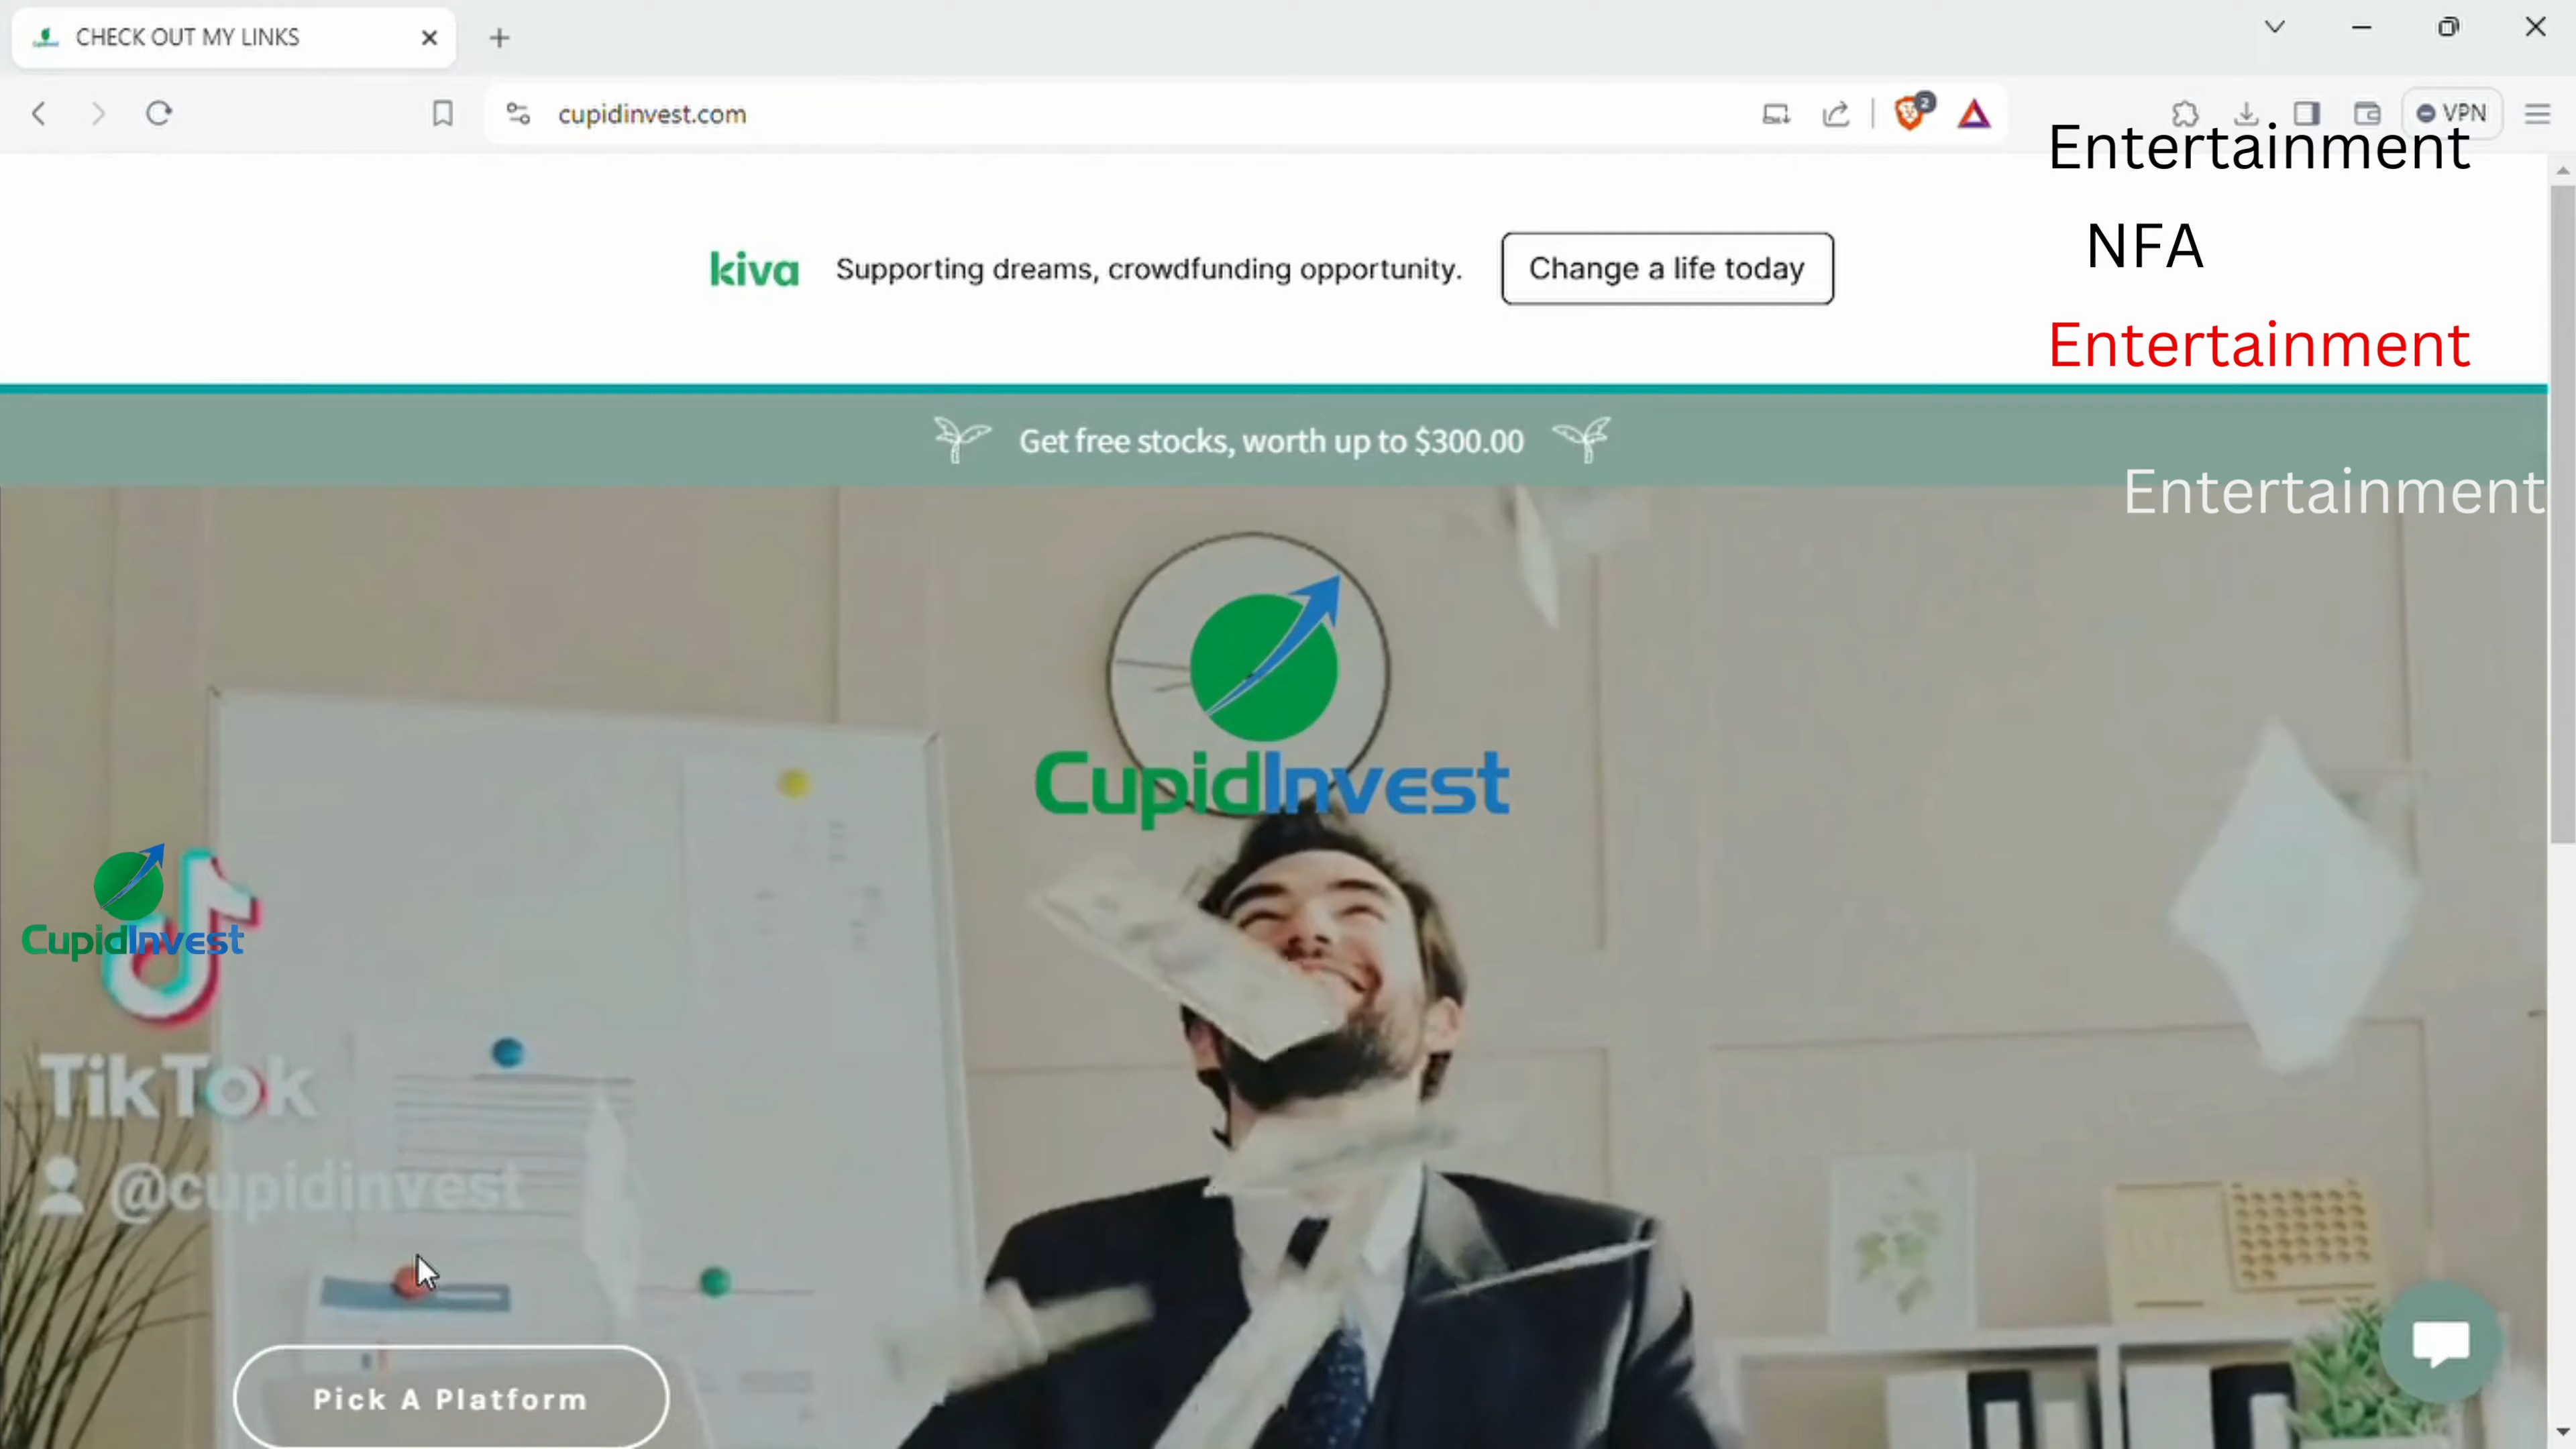 CHECK OUT MY LINKS
cupidinvest.com
2
VPN
Entertainment
NFA
Entertainment
kiva Supporting dreams, crowdfunding opportunity. Change a life today
Get free stocks, worth up to $300.00
Entertainment
CupidInvest
CupidInvest
TikTok
@cupidinvest
Pick A Platform